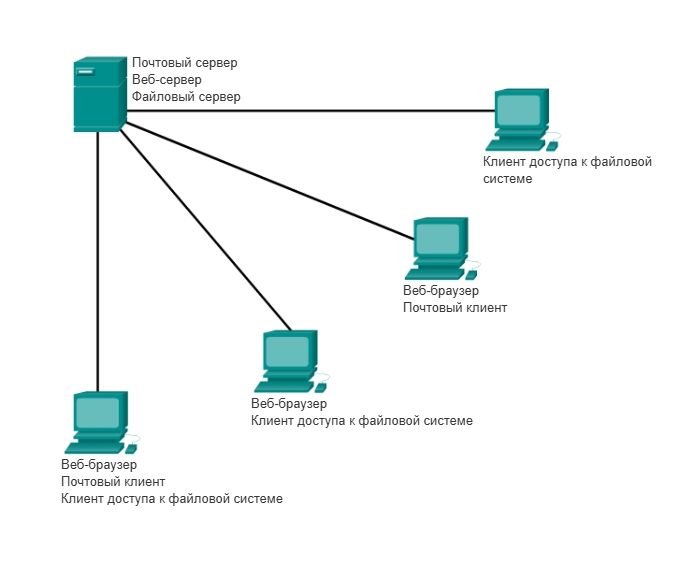 Почтовый сервер
Веб-сервер
Файловый сервер
Клиент доступа к файловой
системе
Веб-браузер
Почтовый клиент
Веб-браузер
Клиент доступа к файловой системе
Веб-браузер
Почтовый клиент
Клиент доступа к файловой системе